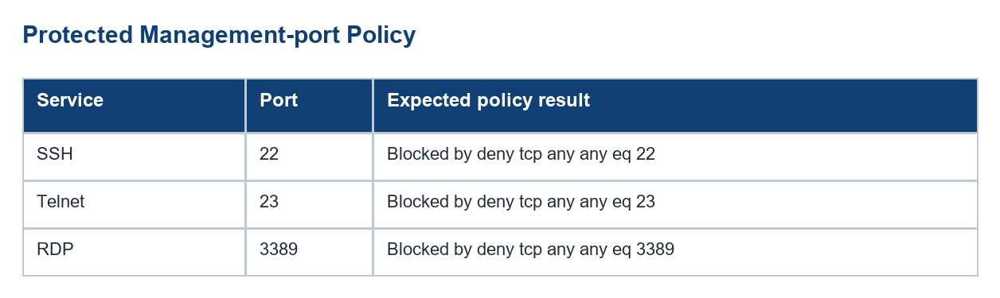 Protected Management-port Policy
Service Port Expected policy result
SSH 22 Blocked by deny tcp any any eq 22
Telnet 23 Blocked by deny tcp any any eq 23
RDP 3389 Blocked by deny tcp any any eq 3389